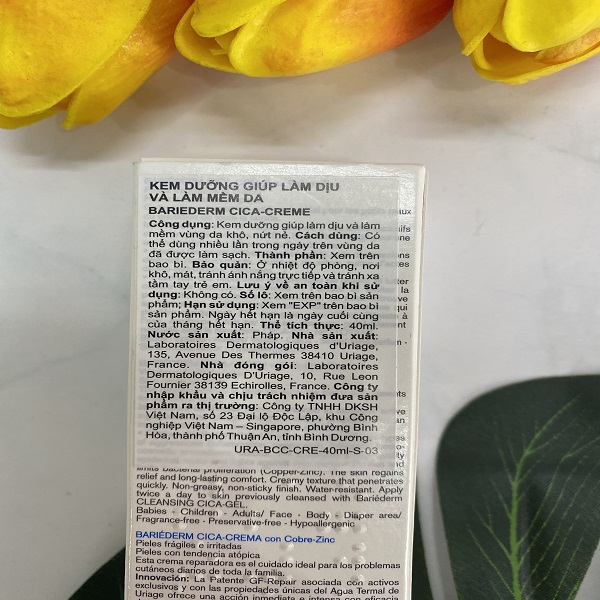 KEM DƯỠNG GIÚP LÀM DỊU
VÀ LÀM MỀM DA
BARIEDERM CICA-CREME
Công dụng: Kem dưỡng giúp làm dịu và làm
mềm vùng da khô, nứt nẻ. Cách dùng: Có
thể dùng nhiều lần trong ngày trên vùng da
đã được làm sạch. Thành phần: Xem trên
bao bì. Bảo quản: Ở nhiệt độ phòng, nơi
khô, mát, tránh ánh nắng trực tiếp và tránh xa
tầm tay trẻ em. Lưu ý về an toàn khi sử
dụng: Không có. Số lô: Xem trên bao bì sản
phẩm; Hạn sử dụng: Xem "EXP" trên bao bì
sản phẩm. Ngày hết hạn là ngày cuối cùng
của tháng hết hạn. Thể tích thực: 40ml.
Nước sản xuất: Pháp. Nhà sản xuất:
Laboratoires Dermatologiques d'Uriage,
135, Avenue Des Thermes 38410 Uriage,
France. Nhà đóng gói: Laboratoires
Dermatologiques D'Uriage, 10, Rue Leon
Fournier 38139 Echirolles, France. Công ty
nhập khẩu và chịu trách nhiệm đưa sản
phẩm ra thị trường: Công ty TNHH DKSH
Việt Nam, số 23 Đại lộ Độc Lập, khu Công
nghiệp Việt Nam – Singapore, phường Bình
Hòa, thành phố Thuận An, tỉnh Bình Dương.
URA-BCC-CRE-40ml-S-03
limits bacterial proliferation (Copper-Zinc). The skin regains
relief and long-lasting comfort. Creamy texture that penetrates
quickly. Non-greasy, non-sticky finish. Water-resistant. Apply
twice a day to skin previously cleansed with Bariéderm
CLEANSING CICA-GEL.
Babies - Children - Adults/ Face - Body - Diaper area/
Fragrance-free - Preservative-free - Hypoallergenic
BARIÉDERM CICA-CREMA con Cobre-Zinc
Pieles frágiles e irritadas
Pieles con tendencia atópica
Esta crema reparadora es el cuidado ideal para los problemas
cutáneos diarios de toda la familia.
Innovación: La Patente GF-Repair asociada con activos
exclusivos y con las propiedades únicas del Agua Termal de
Uriage ofrece una acción inmediata e intensa con eficacia